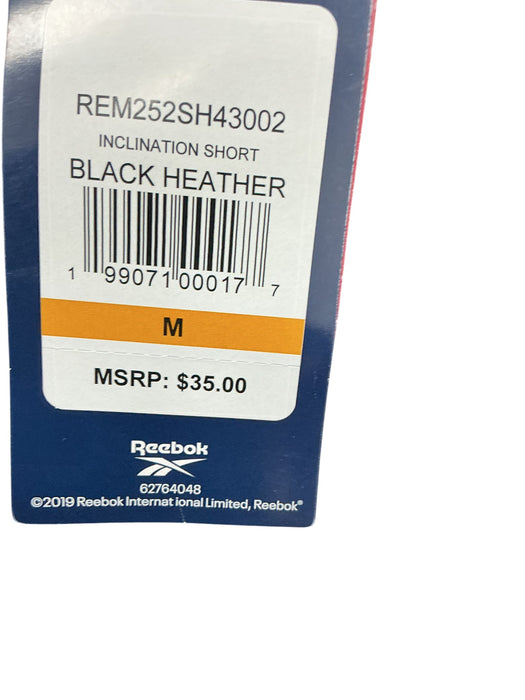 REM252SH43002
INCLINATION SHORT
BLACK HEATHER
1 99071 00017 7
M
MSRP: $35.00
Reebok
62764048
©2019 Reebok International Limited, Reebok®